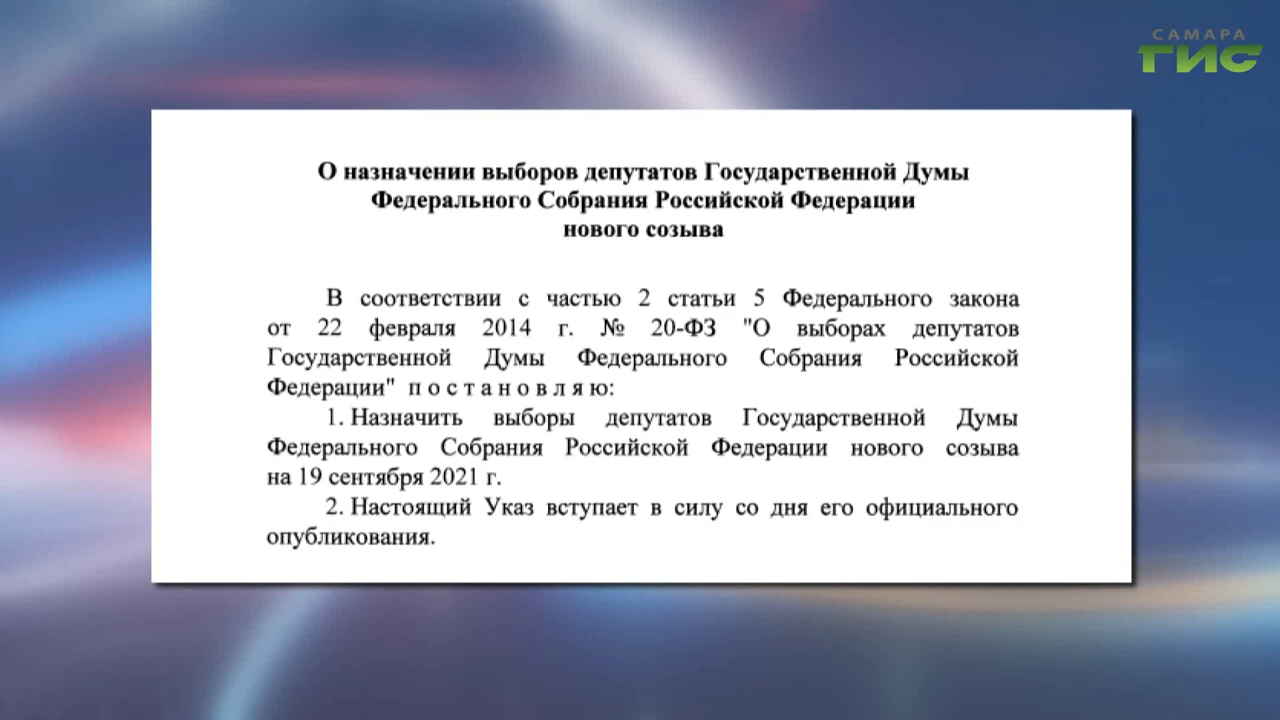 САМАРА
ГИС
О назначении выборов депутатов Государственной Думы
Федерального Собрания Российской Федерации
нового созыва
В соответствии с частью 2 статьи 5 Федерального закона
от 22 февраля 2014 г. № 20-ФЗ "О выборах депутатов
Государственной Думы Федерального Собрания Российской
Федерации" п о с т а н о в л я ю:
1. Назначить выборы депутатов Государственной Думы
Федерального Собрания Российской Федерации нового созыва
на 19 сентября 2021 г.
2. Настоящий Указ вступает в силу со дня его официального
опубликования.